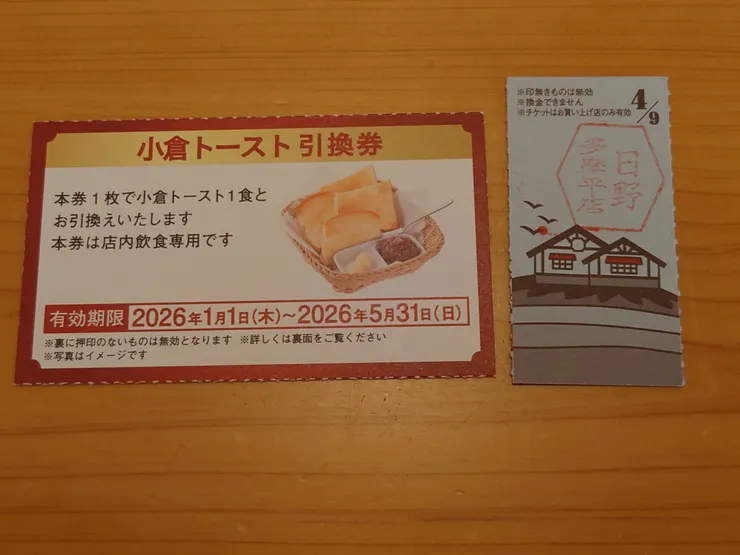 小倉トースト 引換券
本券1枚で小倉トースト1食と
お引換えいたします
本券は店内飲食専用です
有効期限 2026年1月1日(木)~2026年5月31日(日)
※裏に押印のないものは無効となります ※詳しくは裏面をご覧ください
※写真はイメージです
※印無きものは無効
※換金できません
※チケットはお買い上げ店のみ有効
4/9
日野
多摩平店